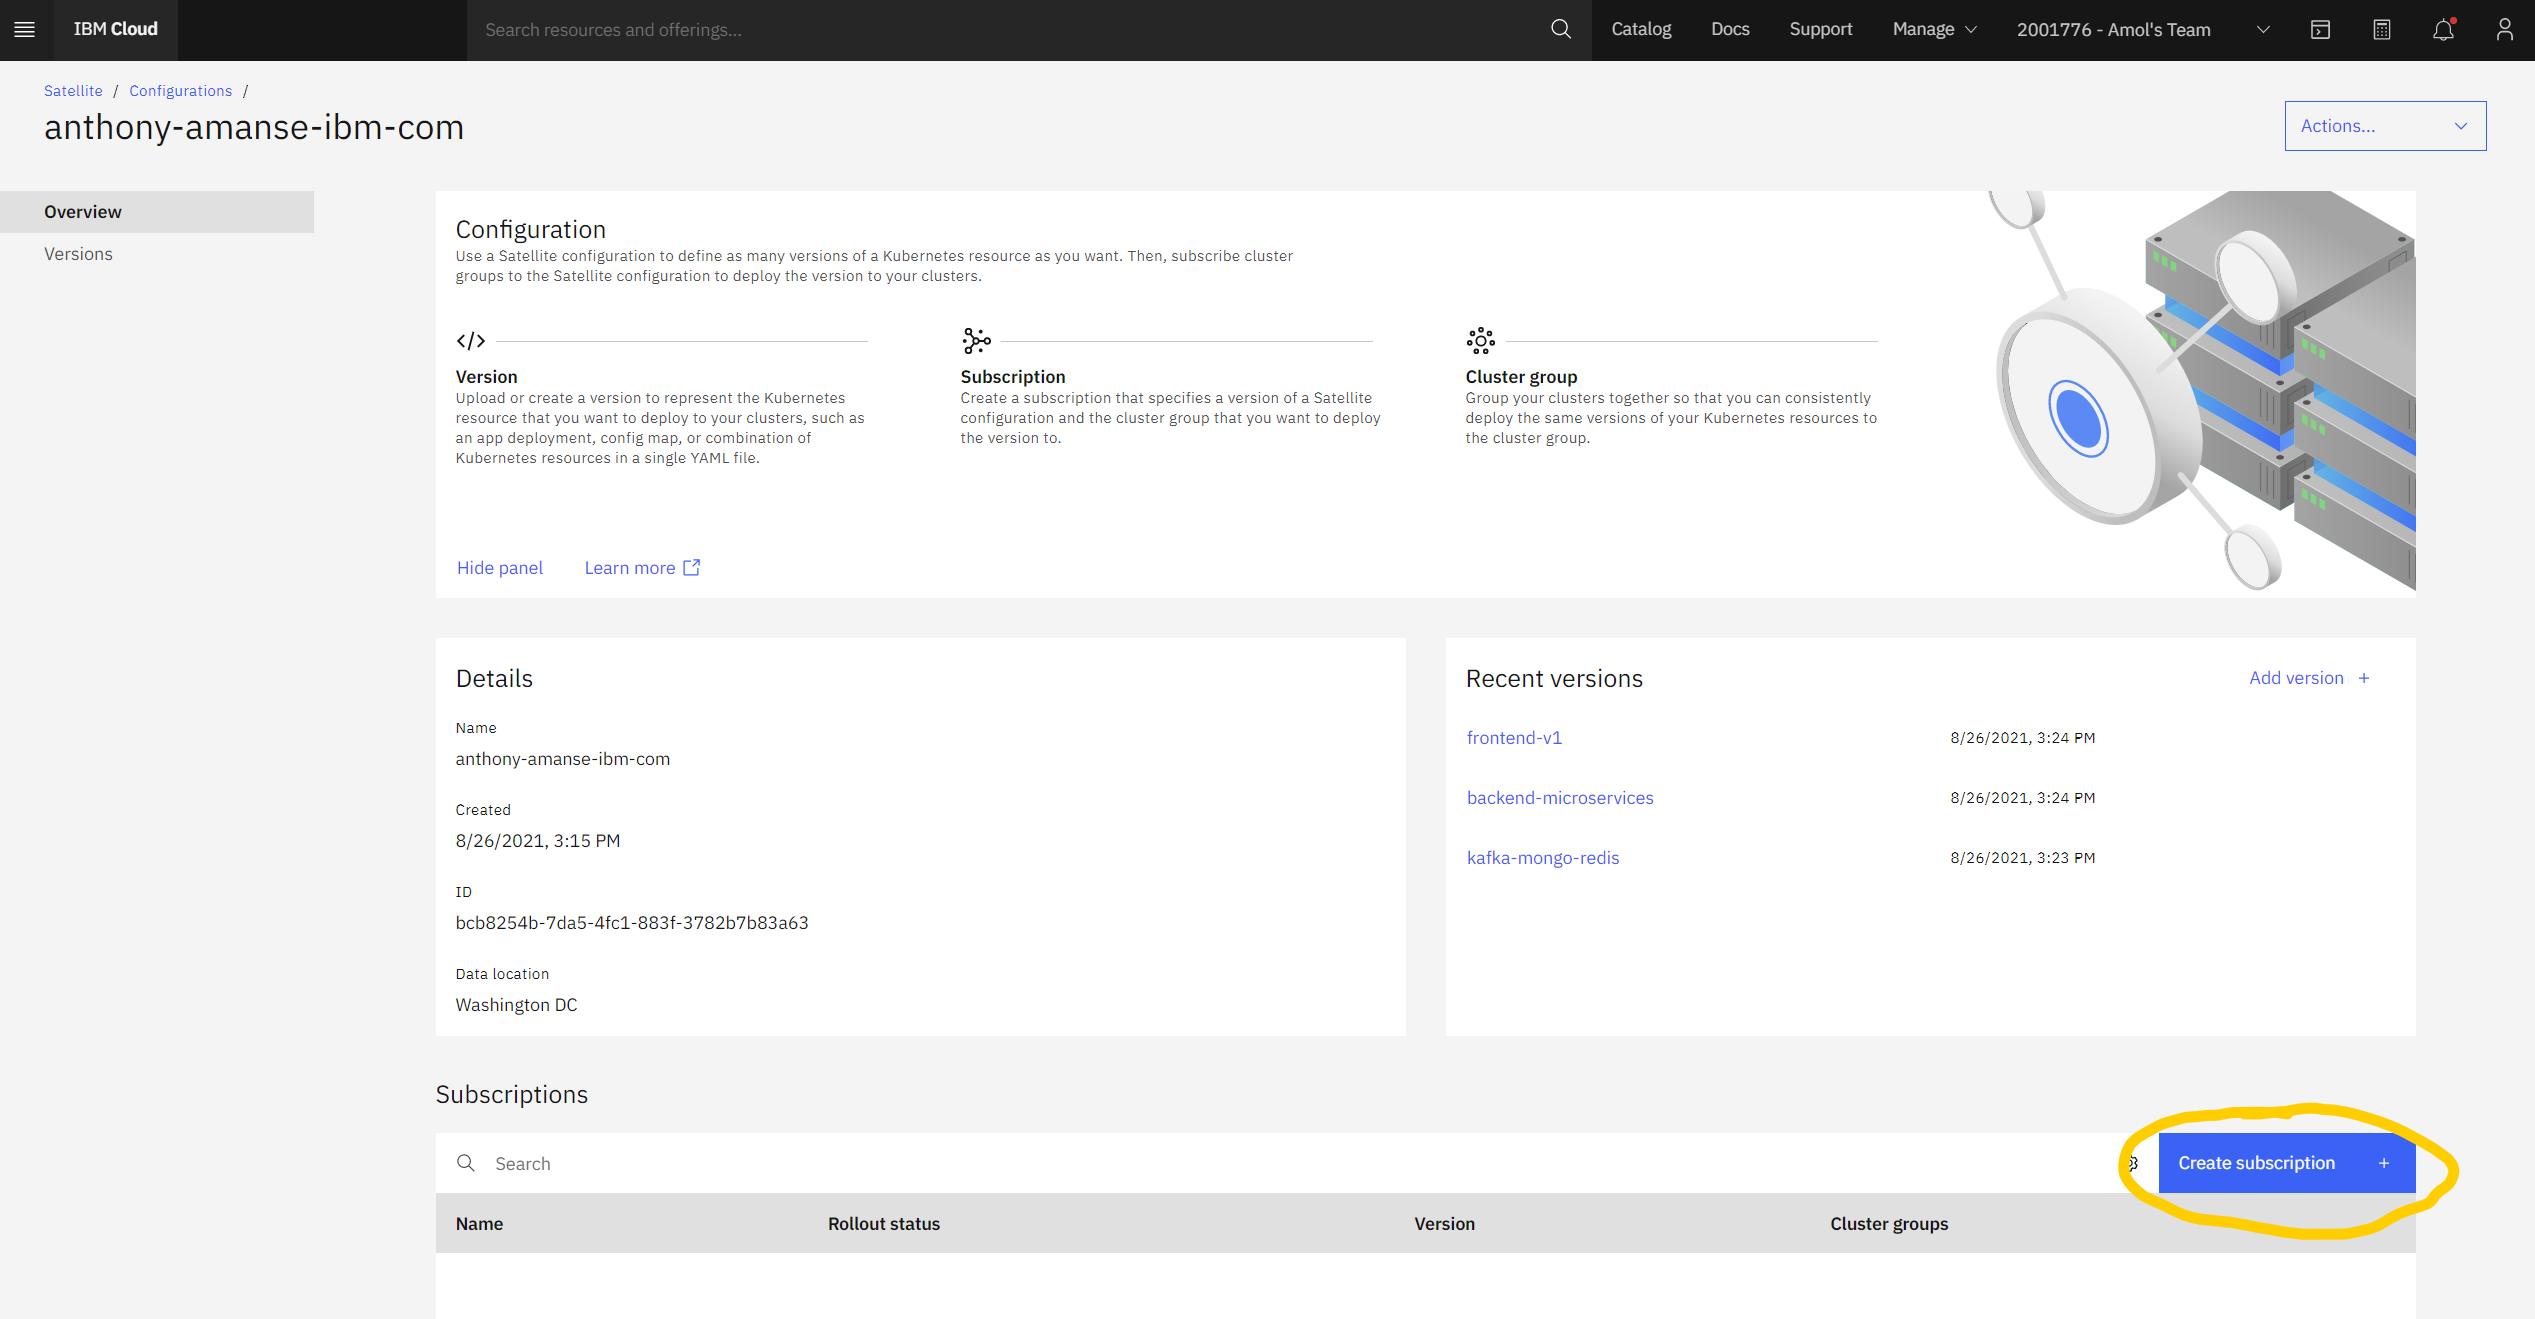 IBM Cloud
Search resources and offerings...
Catalog
Docs
Support
Manage
2001776 - Amol's Team
Satellite / Configurations /
anthony-amanse-ibm-com
Actions...
Overview
Versions
Configuration
Use a Satellite configuration to define as many versions of a Kubernetes resource as you want. Then, subscribe cluster
groups to the Satellite configuration to deploy the version to your clusters.
Version
Upload or create a version to represent the Kubernetes
resource that you want to deploy to your clusters, such as
an app deployment, config map, or combination of
Kubernetes resources in a single YAML file.
Subscription
Create a subscription that specifies a version of a Satellite
configuration and the cluster group that you want to deploy
the version to.
Cluster group
Group your clusters together so that you can consistently
deploy the same versions of your Kubernetes resources to
the cluster group.
Hide panel
Learn more
Details
Name
anthony-amanse-ibm-com
Created
8/26/2021, 3:15 PM
ID
bcb8254b-7da5-4fc1-883f-3782b7b83a63
Data location
Washington DC
Recent versions
Add version +
frontend-v1 8/26/2021, 3:24 PM
backend-microservices 8/26/2021, 3:24 PM
kafka-mongo-redis 8/26/2021, 3:23 PM
Subscriptions
Search
Create subscription +
Name Rollout status Version Cluster groups